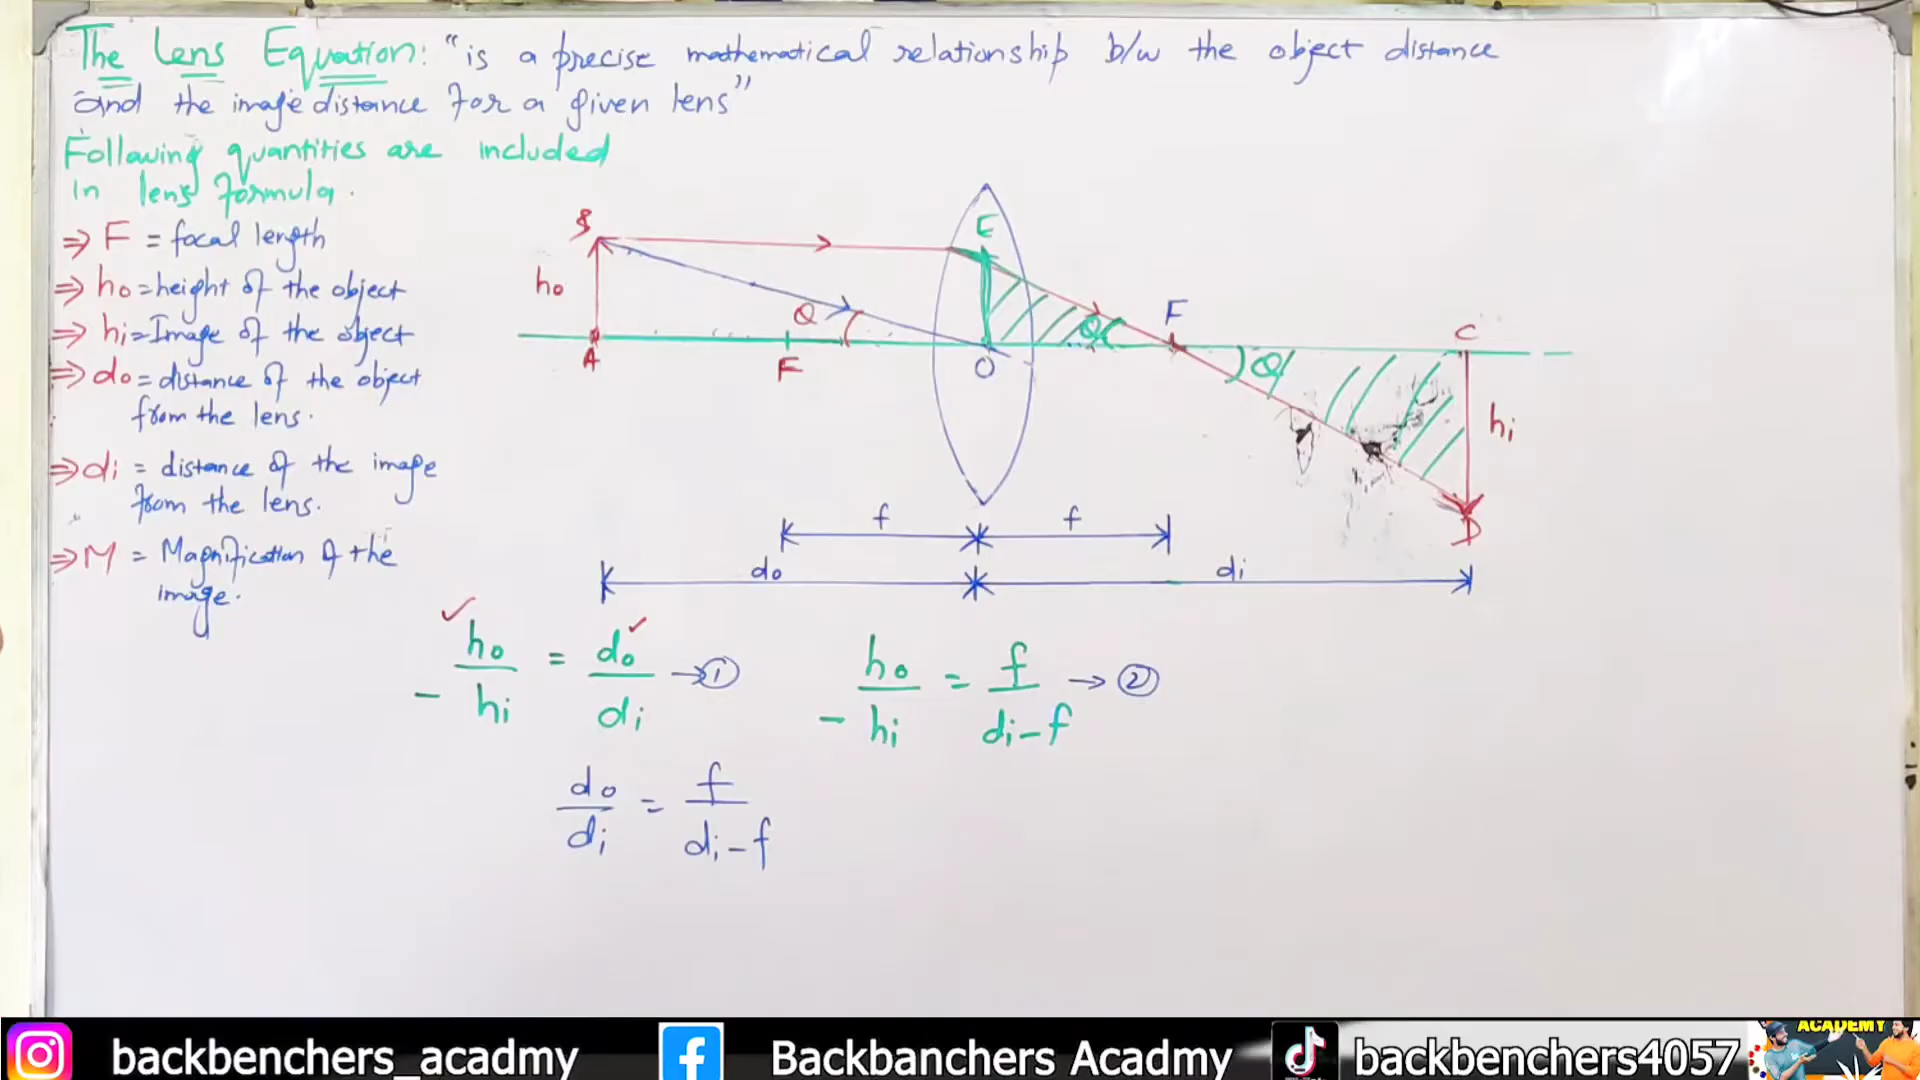 The Lens Equation: "is a precise mathematical relationship b/w the object distance
and the image distance for a given lens"
Following quantities are included
in lens formula.
⇒ F = focal length
⇒ ho = height of the object
⇒ hi = Image of the object
⇒ do = distance of the object
from the lens.
⇒ di = distance of the image
from the lens.
⇒ M = Magnification of the
image.
B
E
ho
Q
Q
F
C
A
F
O
Q
hi
D
f
f
do
di
ho/-hi = do/di → ①
ho/-hi = f/di-f → ②
do/di = f/di-f
ACADEMY
backbenchers_acadmy
Backbanchers Acadmy
backbenchers4057